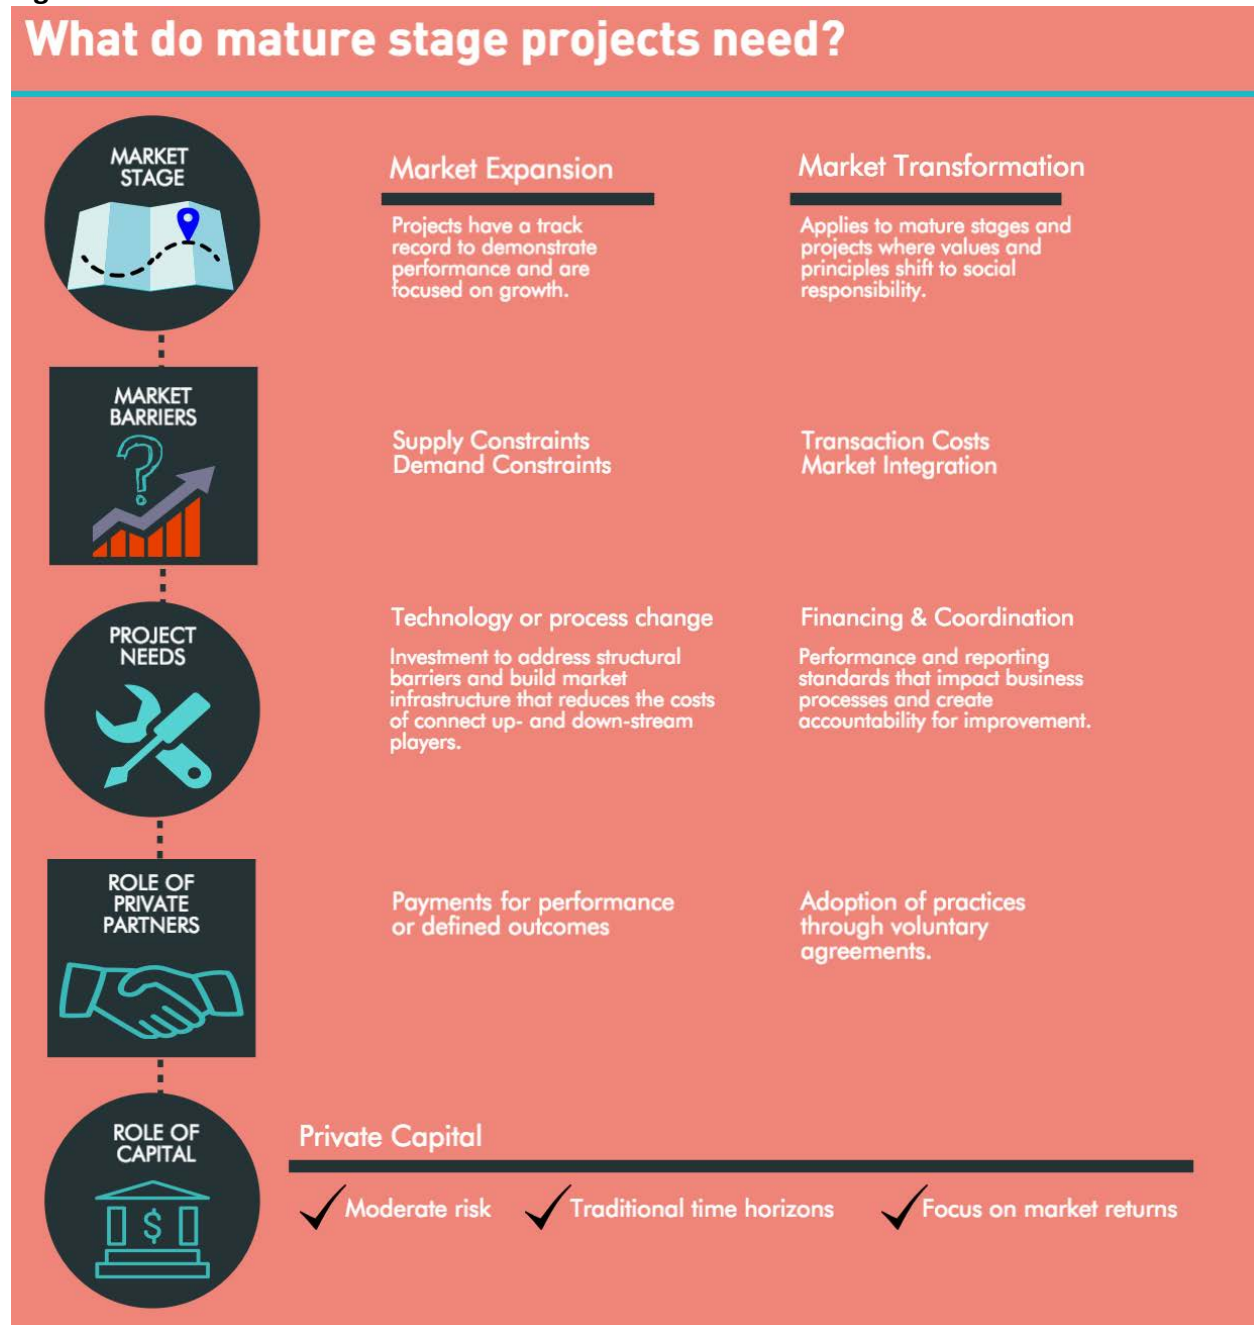 What do mature stage projects need?
MARKET
STAGE
Market Expansion
Projects have a track
record to demonstrate
performance and are
focused on growth.
Market Transformation
Applies to mature stages and
projects where values and
principles shift to social
responsibility.
MARKET
BARRIERS
?
Supply Constraints
Demand Constraints
Transaction Costs
Market Integration
PROJECT
NEEDS
Technology or process change
Investment to address structural
barriers and build market
infrastructure that reduces the costs
of connect up- and down-stream
players.
Financing & Coordination
Performance and reporting
standards that impact business
processes and create
accountability for improvement.
ROLE OF
PRIVATE
PARTNERS
Payments for performance
or defined outcomes
Adoption of practices
through voluntary
agreements.
ROLE OF
CAPITAL
$
Private Capital
Moderate risk
Traditional time horizons
Focus on market returns